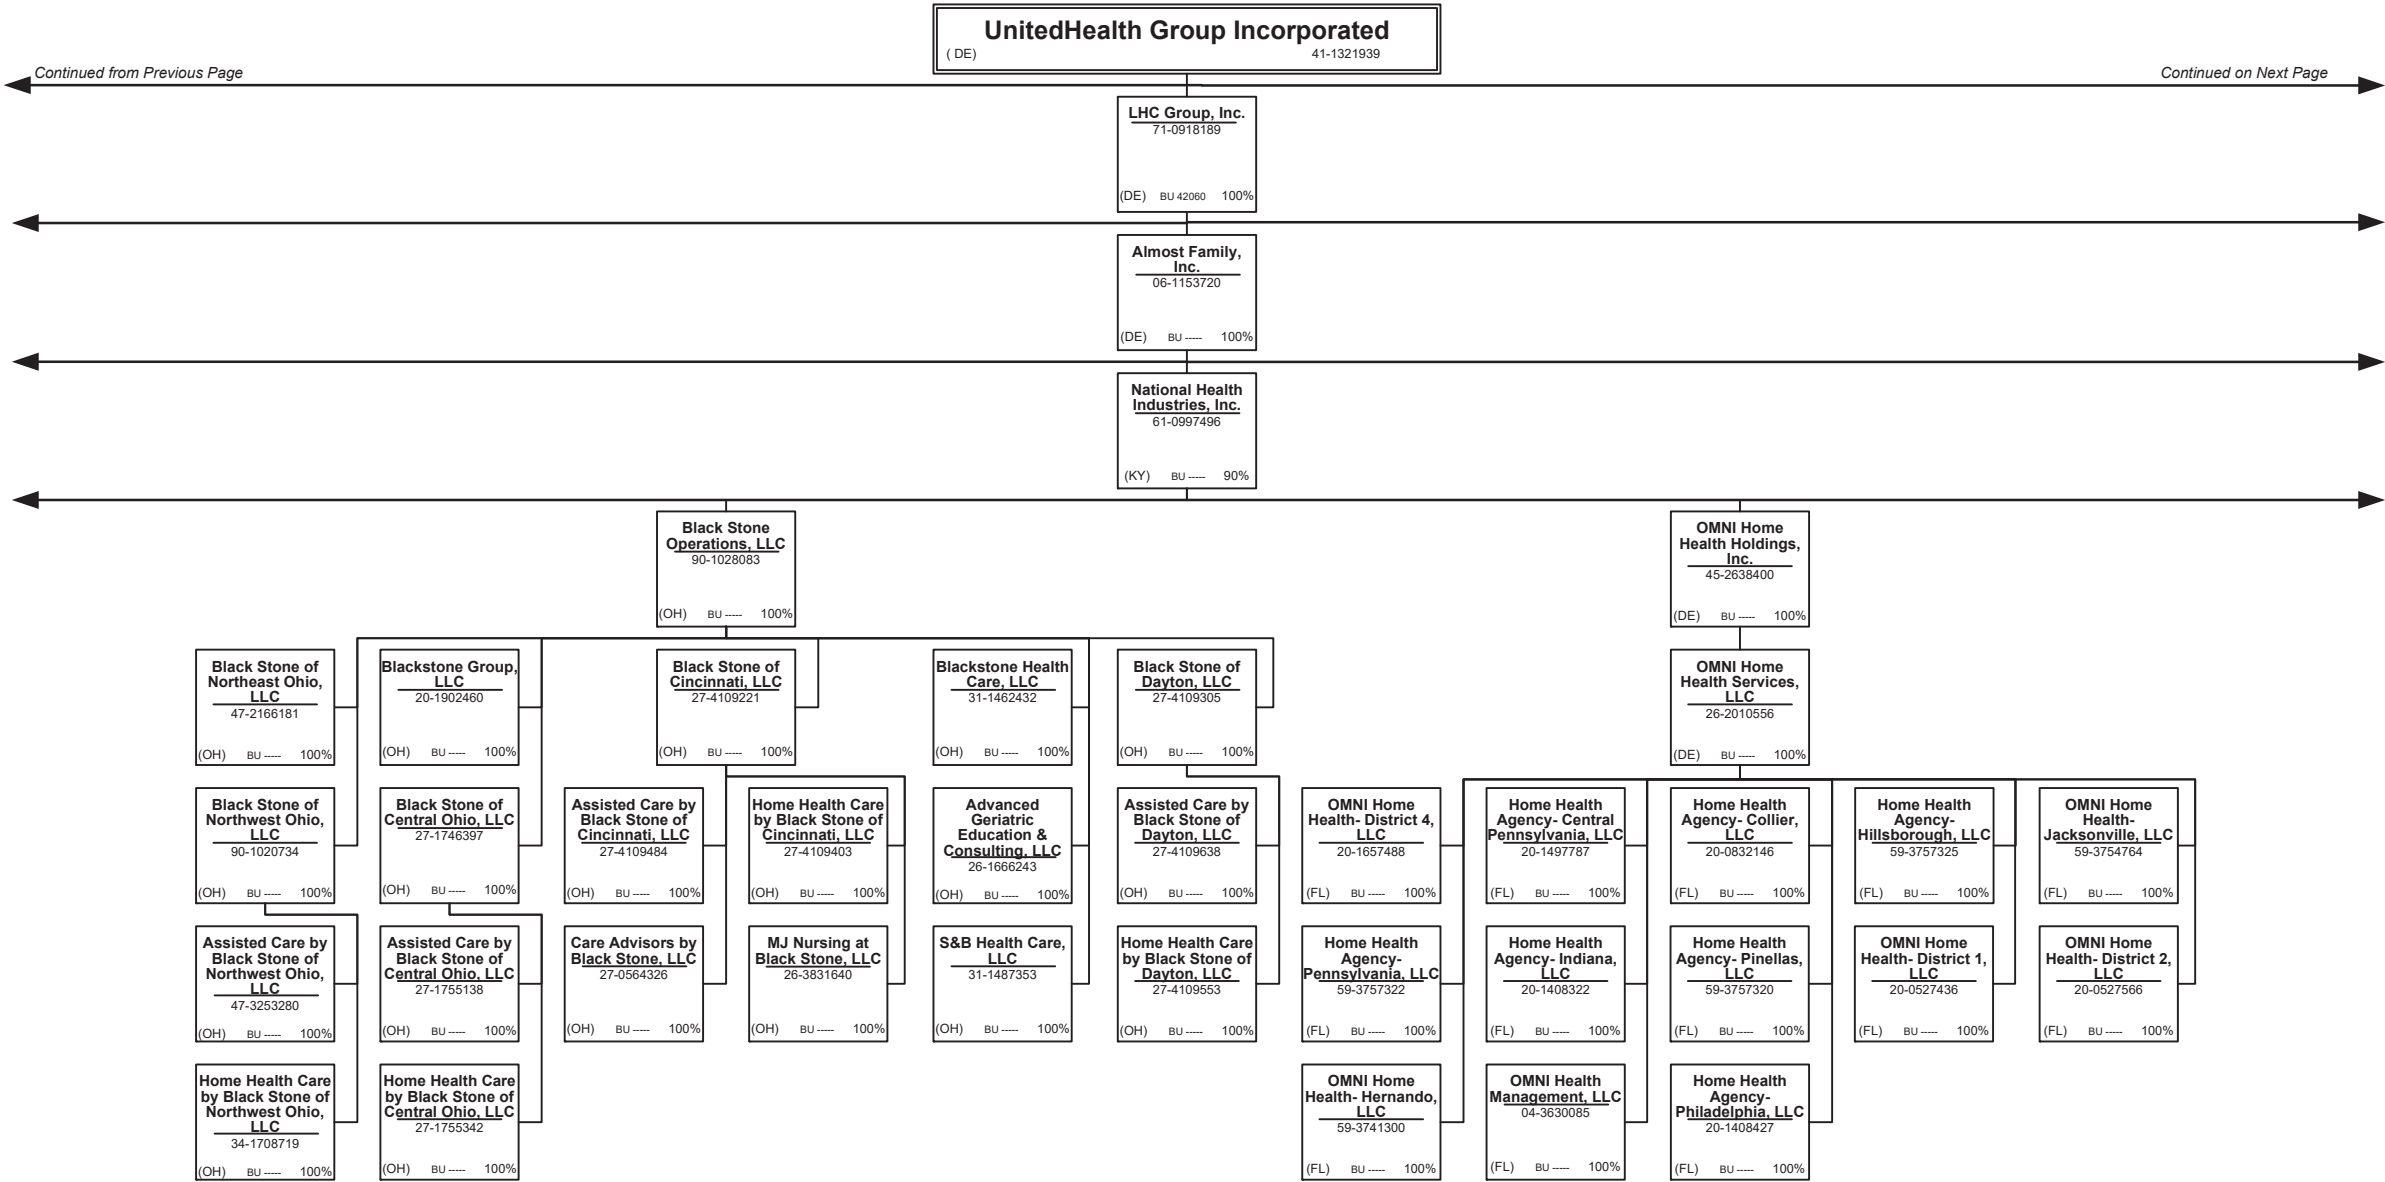 UnitedHealth Group Incorporated
( DE) 41-1321939
Continued from Previous Page
Continued on Next Page
LHC Group, Inc.
71-0918189
(DE) BU 42060 100%
Almost Family,
Inc.
06-1153720
(DE) BU ----- 100%
National Health
Industries, Inc.
61-0997496
(KY) BU ----- 90%
Black Stone
Operations, LLC
90-1028083
(OH) BU ----- 100%
OMNI Home
Health Holdings,
Inc.
45-2638400
(DE) BU ----- 100%
Black Stone of
Northeast Ohio,
LLC
47-2166181
(OH) BU ----- 100%
Blackstone Group,
LLC
20-1902460
(OH) BU ----- 100%
Black Stone of
Cincinnati, LLC
27-4109221
(OH) BU ----- 100%
Blackstone Health
Care, LLC
31-1462432
(OH) BU ----- 100%
Black Stone of
Dayton, LLC
27-4109305
(OH) BU ----- 100%
OMNI Home
Health Services,
LLC
26-2010556
(DE) BU ----- 100%
Black Stone of
Northwest Ohio,
LLC
90-1020734
(OH) BU ----- 100%
Black Stone of
Central Ohio, LLC
27-1746397
(OH) BU ----- 100%
Assisted Care by
Black Stone of
Cincinnati, LLC
27-4109484
(OH) BU ----- 100%
Home Health Care
by Black Stone of
Cincinnati, LLC
27-4109403
(OH) BU ----- 100%
Advanced
Geriatric
Education &
Consulting, LLC
26-1666243
(OH) BU ----- 100%
Assisted Care by
Black Stone of
Dayton, LLC
27-4109638
(OH) BU ----- 100%
OMNI Home
Health- District 4,
LLC
20-1657488
(FL) BU ----- 100%
Home Health
Agency- Central
Pennsylvania, LLC
20-1497787
(FL) BU ----- 100%
Home Health
Agency- Collier,
LLC
20-0832146
(FL) BU ----- 100%
Home Health
Agency-
Hillsborough, LLC
59-3757325
(FL) BU ----- 100%
OMNI Home
Health-
Jacksonville, LLC
59-3754764
(FL) BU ----- 100%
Assisted Care by
Black Stone of
Northwest Ohio,
LLC
47-3253280
(OH) BU ----- 100%
Assisted Care by
Black Stone of
Central Ohio, LLC
27-1755138
(OH) BU ----- 100%
Care Advisors by
Black Stone, LLC
27-0564326
(OH) BU ----- 100%
MJ Nursing at
Black Stone, LLC
26-3831640
(OH) BU ----- 100%
S&B Health Care,
LLC
31-1487353
(OH) BU ----- 100%
Home Health Care
by Black Stone of
Dayton, LLC
27-4109553
(OH) BU ----- 100%
Home Health
Agency-
Pennsylvania, LLC
59-3757322
(FL) BU ----- 100%
Home Health
Agency- Indiana,
LLC
20-1408322
(FL) BU ----- 100%
Home Health
Agency- Pinellas,
LLC
59-3757320
(FL) BU ----- 100%
OMNI Home
Health- District 1,
LLC
20-0527436
(FL) BU ----- 100%
OMNI Home
Health- District 2,
LLC
20-0527566
(FL) BU ----- 100%
Home Health Care
by Black Stone of
Northwest Ohio,
LLC
34-1708719
(OH) BU ----- 100%
Home Health Care
by Black Stone of
Central Ohio, LLC
27-1755342
(OH) BU ----- 100%
OMNI Home
Health- Hernando,
LLC
59-3741300
(FL) BU ----- 100%
OMNI Health
Management, LLC
04-3630085
(FL) BU ----- 100%
Home Health
Agency-
Philadelphia, LLC
20-1408427
(FL) BU ----- 100%